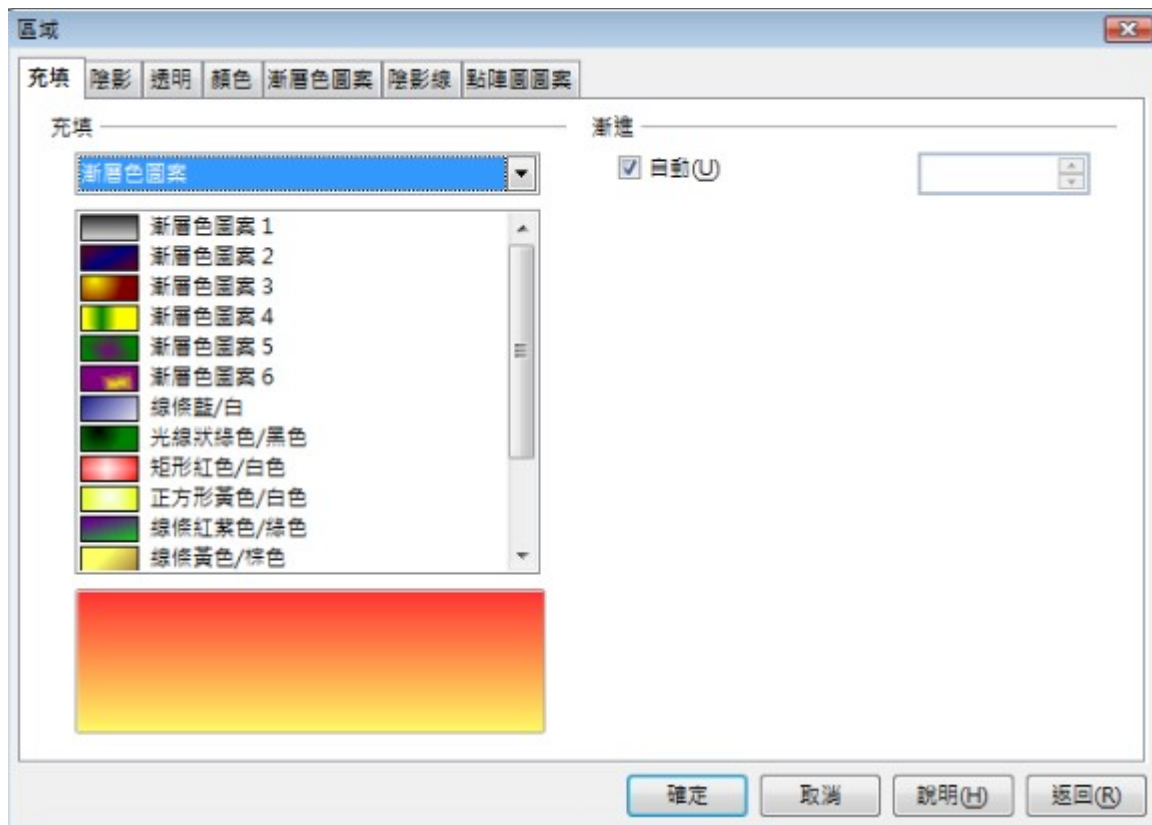 區域
充填 陰影 透明 顏色 漸層色圖案 陰影線 點陣圖圖案
充填
漸進
漸層色圖案
自動(U)
漸層色圖案 1
漸層色圖案 2
漸層色圖案 3
漸層色圖案 4
漸層色圖案 5
漸層色圖案 6
線條藍/白
光線狀綠色/黑色
矩形紅色/白色
正方形黃色/白色
線條紅紫色/綠色
線條黃色/棕色
確定 取消 說明(H) 返回(R)